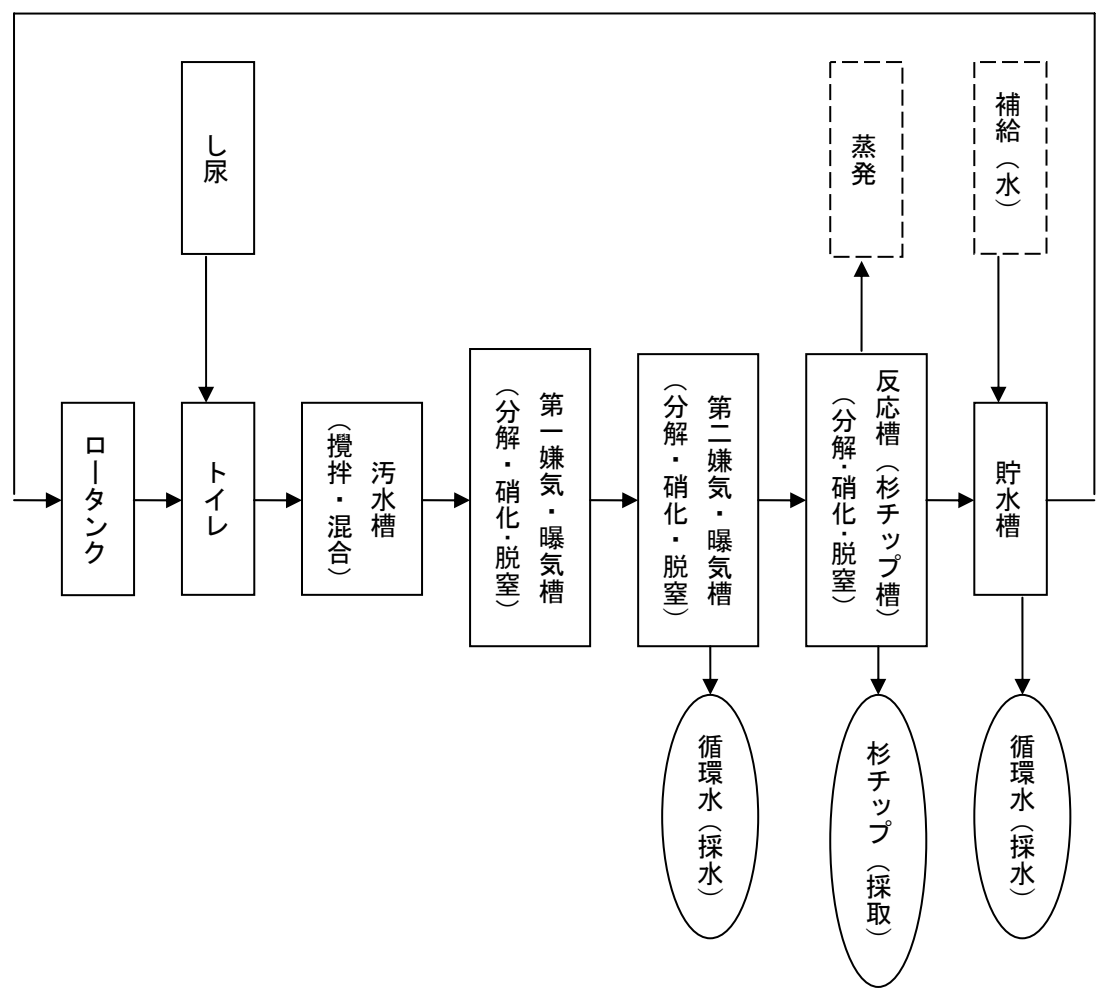 し尿
蒸発
補給（水）
ロータンク
トイレ
汚水槽
（攪拌・混合）
第一嫌気・曝気槽
（分解・硝化・脱窒）
第二嫌気・曝気槽
（分解・硝化・脱窒）
反応槽（杉チップ槽）
（分解・硝化・脱窒）
貯水槽
循環水（採水）
杉チップ（採取）
循環水（採水）